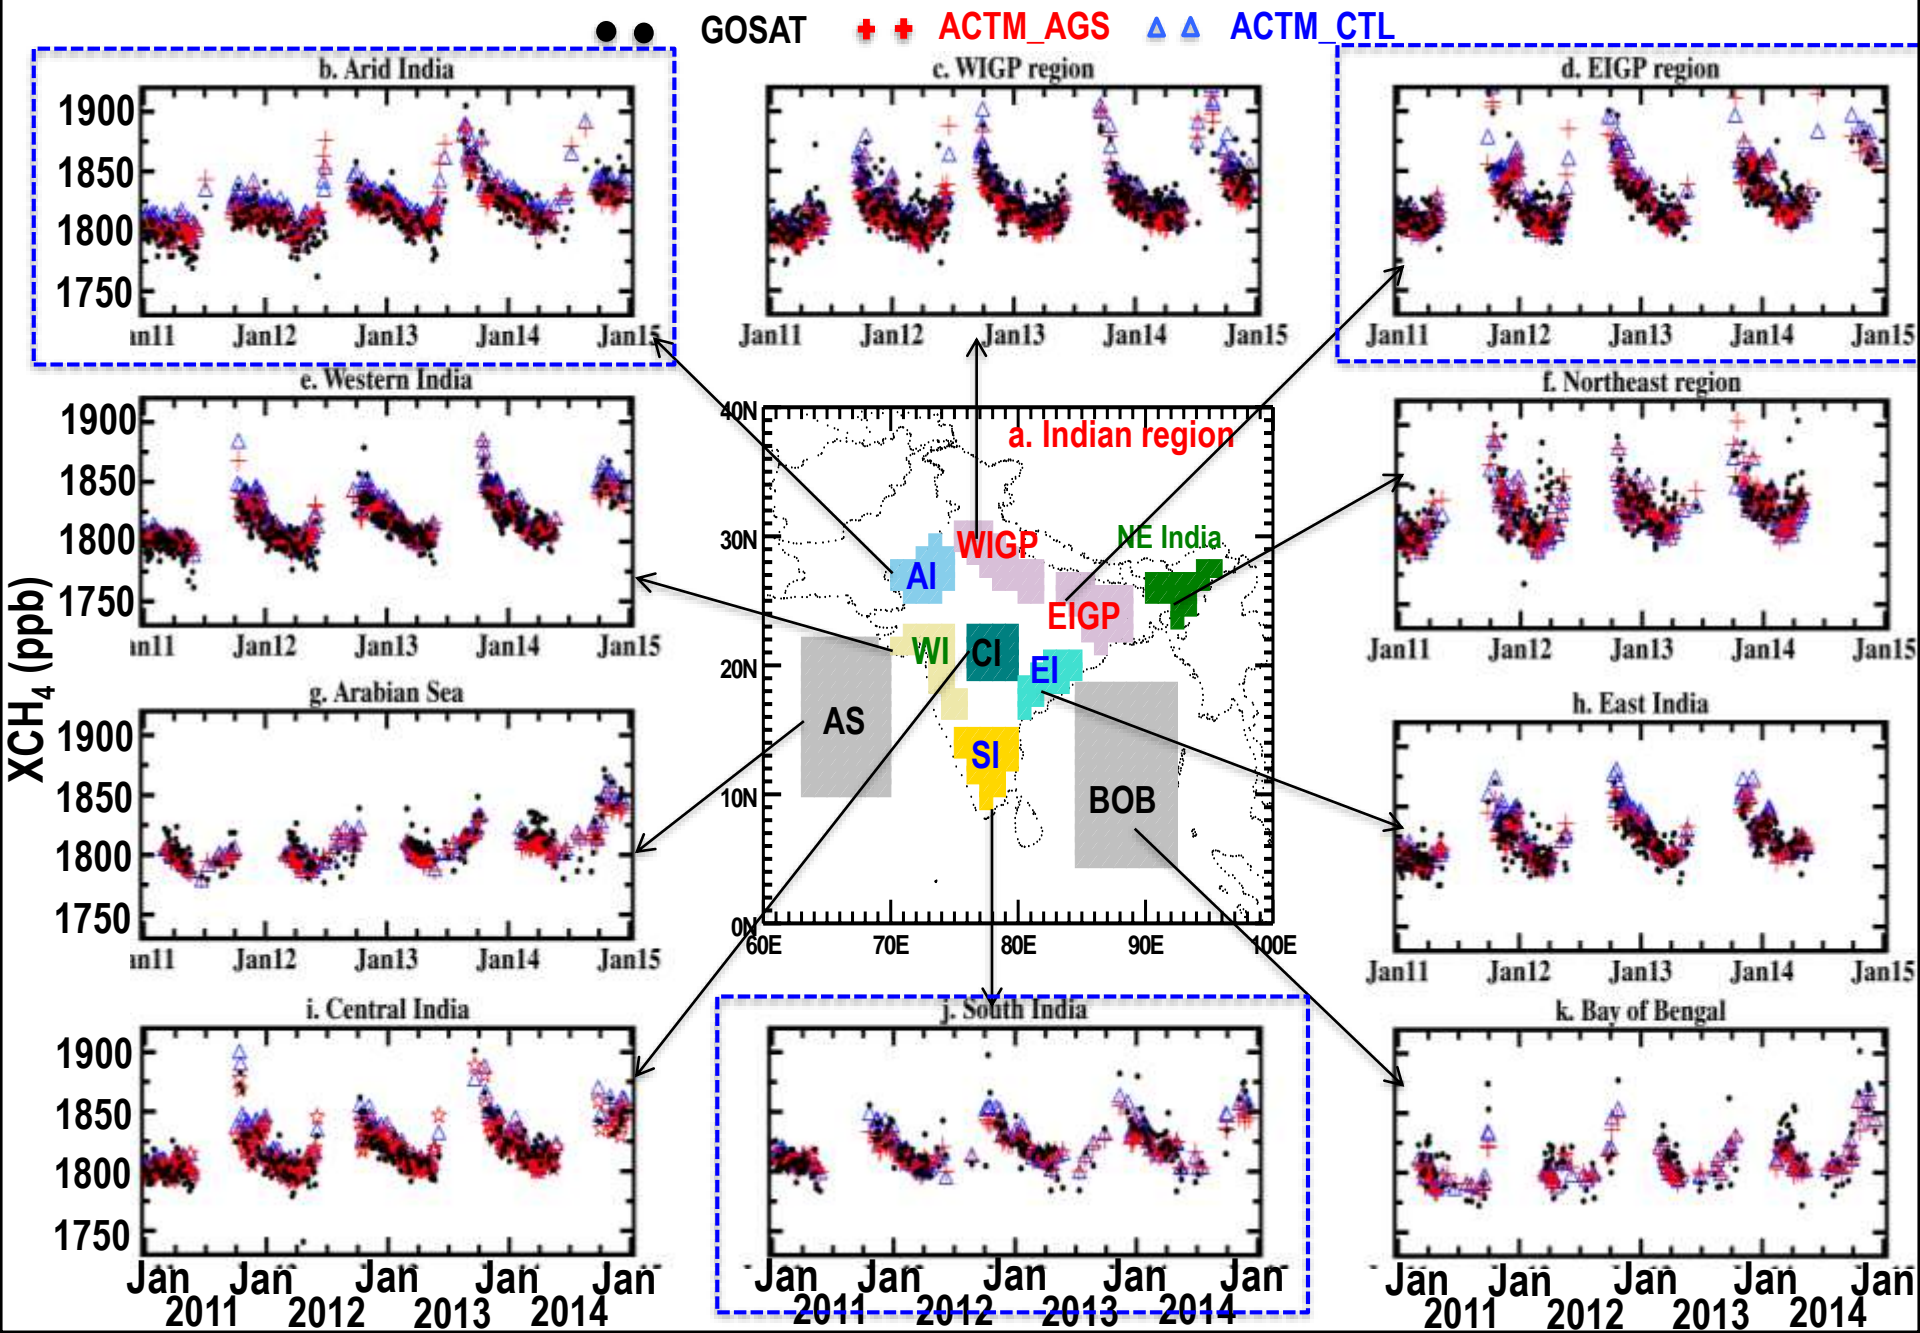 GOSAT ACTM_AGS ACTM_CTL
b. Arid India
1900
1850
1800
1750
an11 Jan12 Jan13 Jan14 Jan15
c. WIGP region
Jan11 Jan12 Jan13 Jan14 Jan15
d. EIGP region
Jan11 Jan12 Jan13 Jan14 Jan15
e. Western India
1900
1850
1800
1750
an11 Jan12 Jan13 Jan14 Jan15
a. Indian region
40N
30N
20N
10N
0N
60E 70E 80E 90E 100E
WIGP
NE India
AI
EIGP
WI
CI
EI
AS
SI
BOB
f. Northeast region
Jan11 Jan12 Jan13 Jan14 Jan15
XCH4 (ppb)
g. Arabian Sea
1900
1850
1800
1750
an11 Jan12 Jan13 Jan14 Jan15
h. East India
Jan11 Jan12 Jan13 Jan14 Jan15
i. Central India
1900
1850
1800
1750
Jan Jan Jan Jan Jan
2011 2012 2013 2014
j. South India
Jan Jan Jan Jan Jan
2011 2012 2013 2014
k. Bay of Bengal
Jan Jan Jan Jan Jan
2011 2012 2013 2014